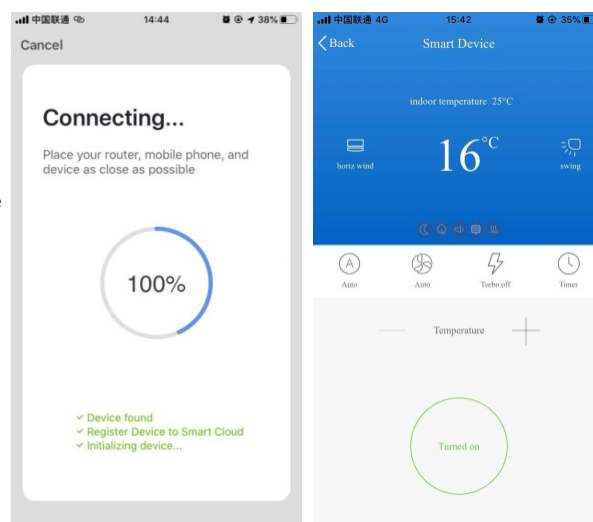 中国联通
14:44
38%
Cancel
Connecting...
Place your router, mobile phone, and
device as close as possible
100%
✓ Device found
✓ Register Device to Smart Cloud
✓ Initializing device...
中国联通 4G
15:42
35%
Back
Smart Device
indoor temperature 25°C
16°C
horiz wind
swing
A
Auto
Auto
Turbo off
Timer
Temperature
Turned on